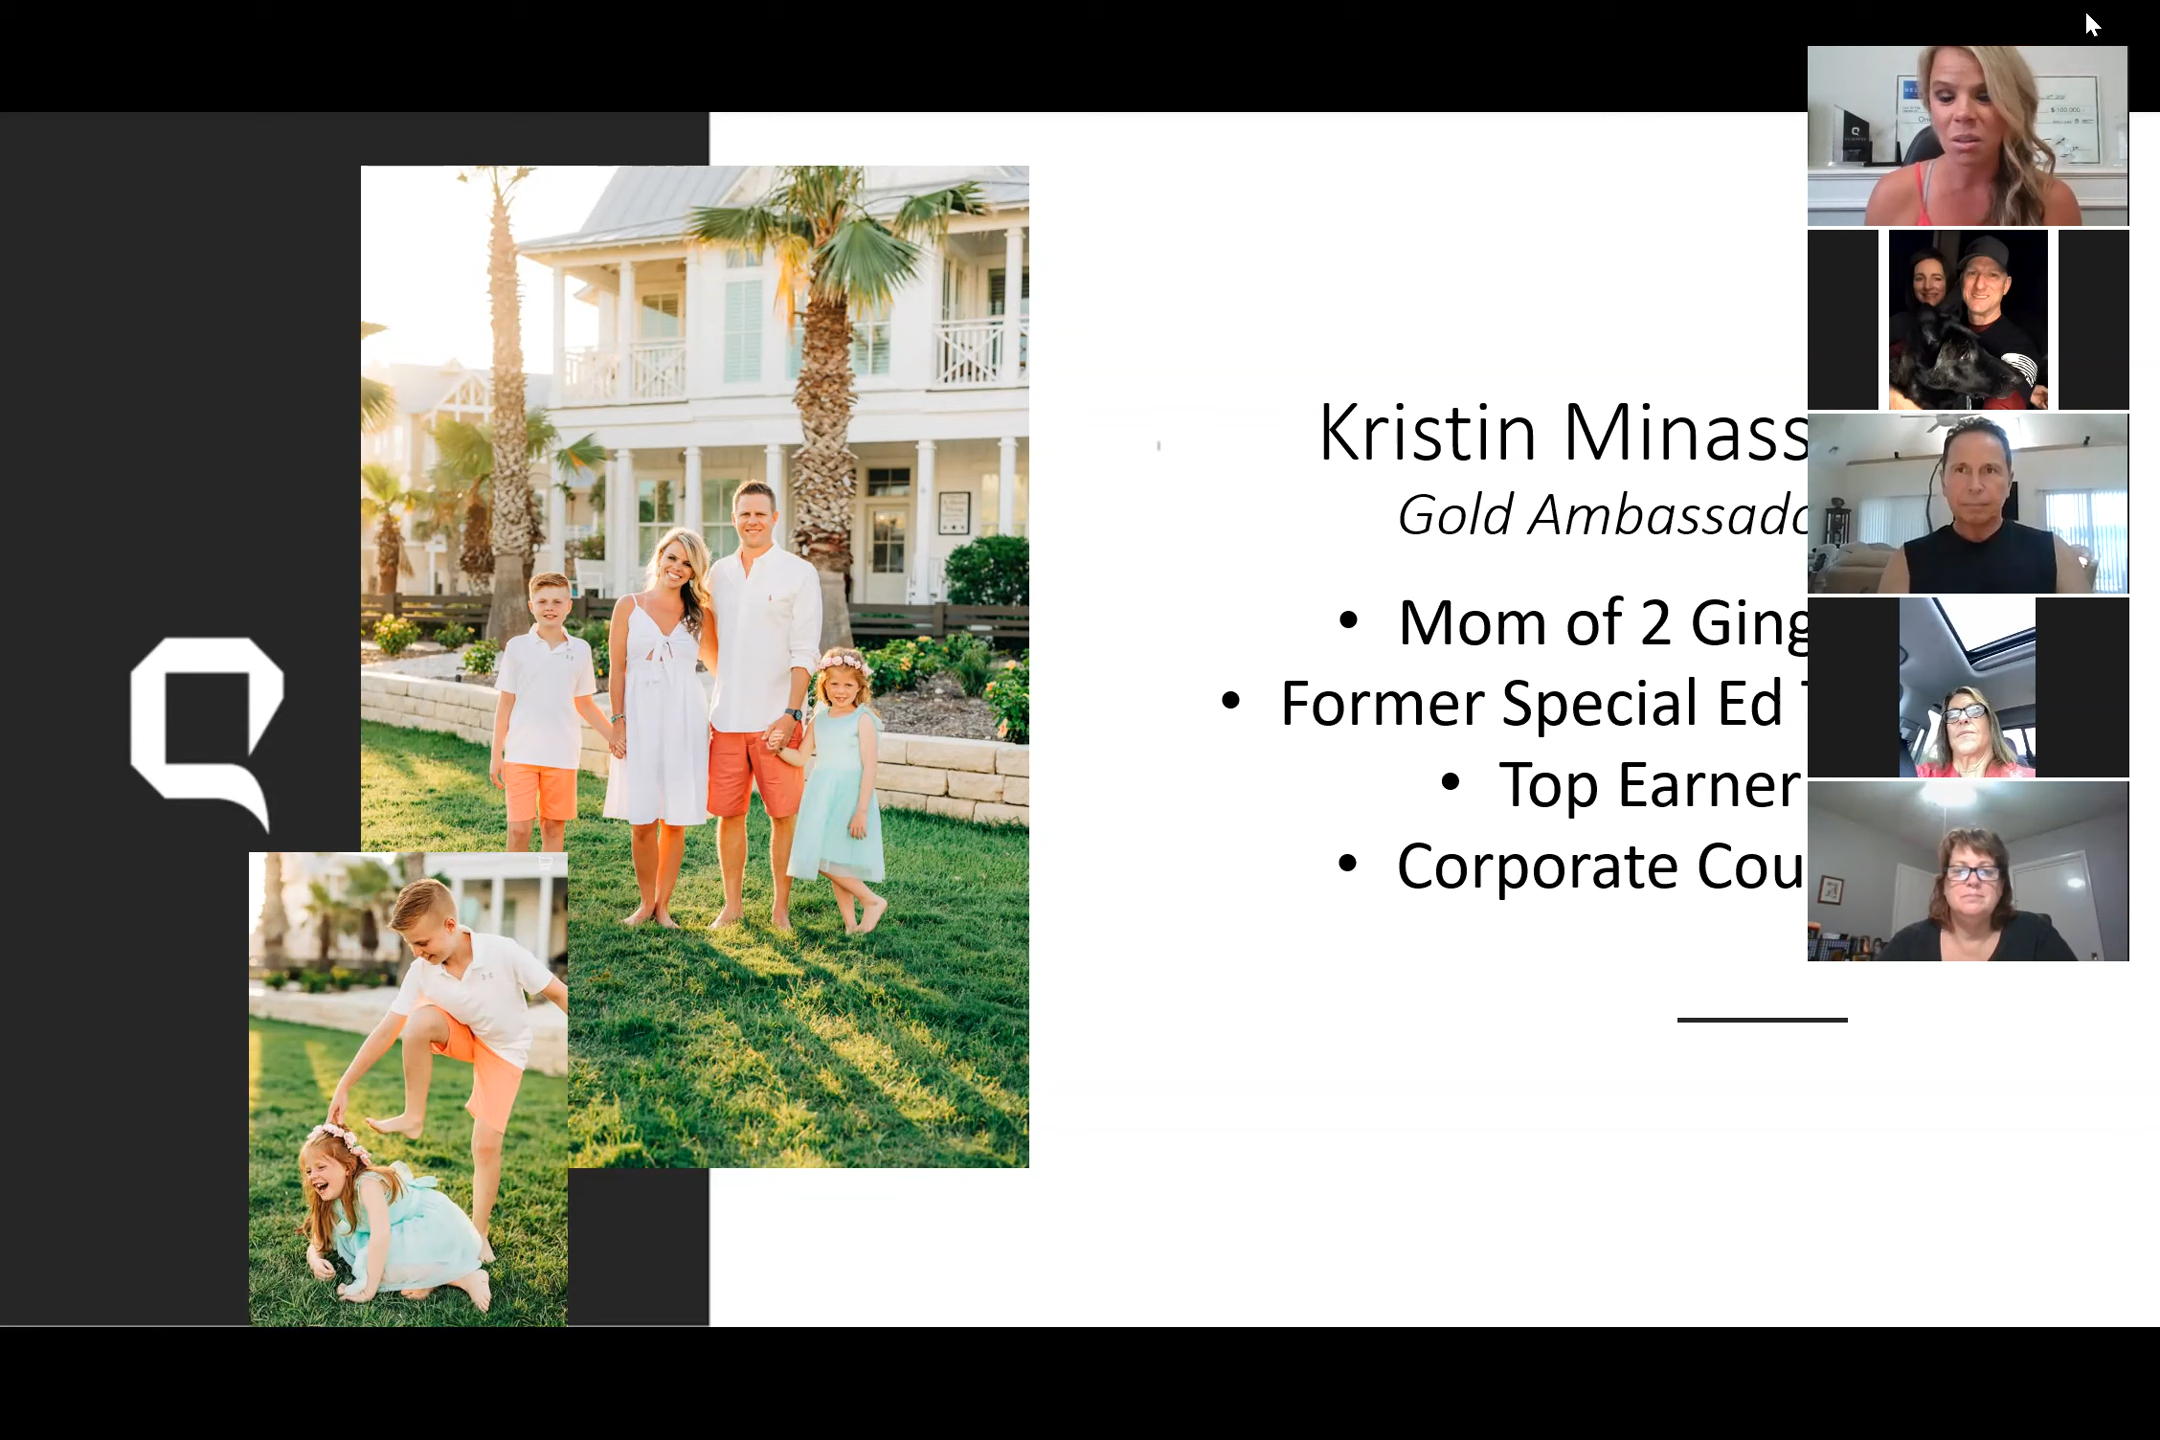 Kristin Minass
Gold Ambassado
• Mom of 2 Ging
• Former Special Ed
• Top Earner
• Corporate Cou